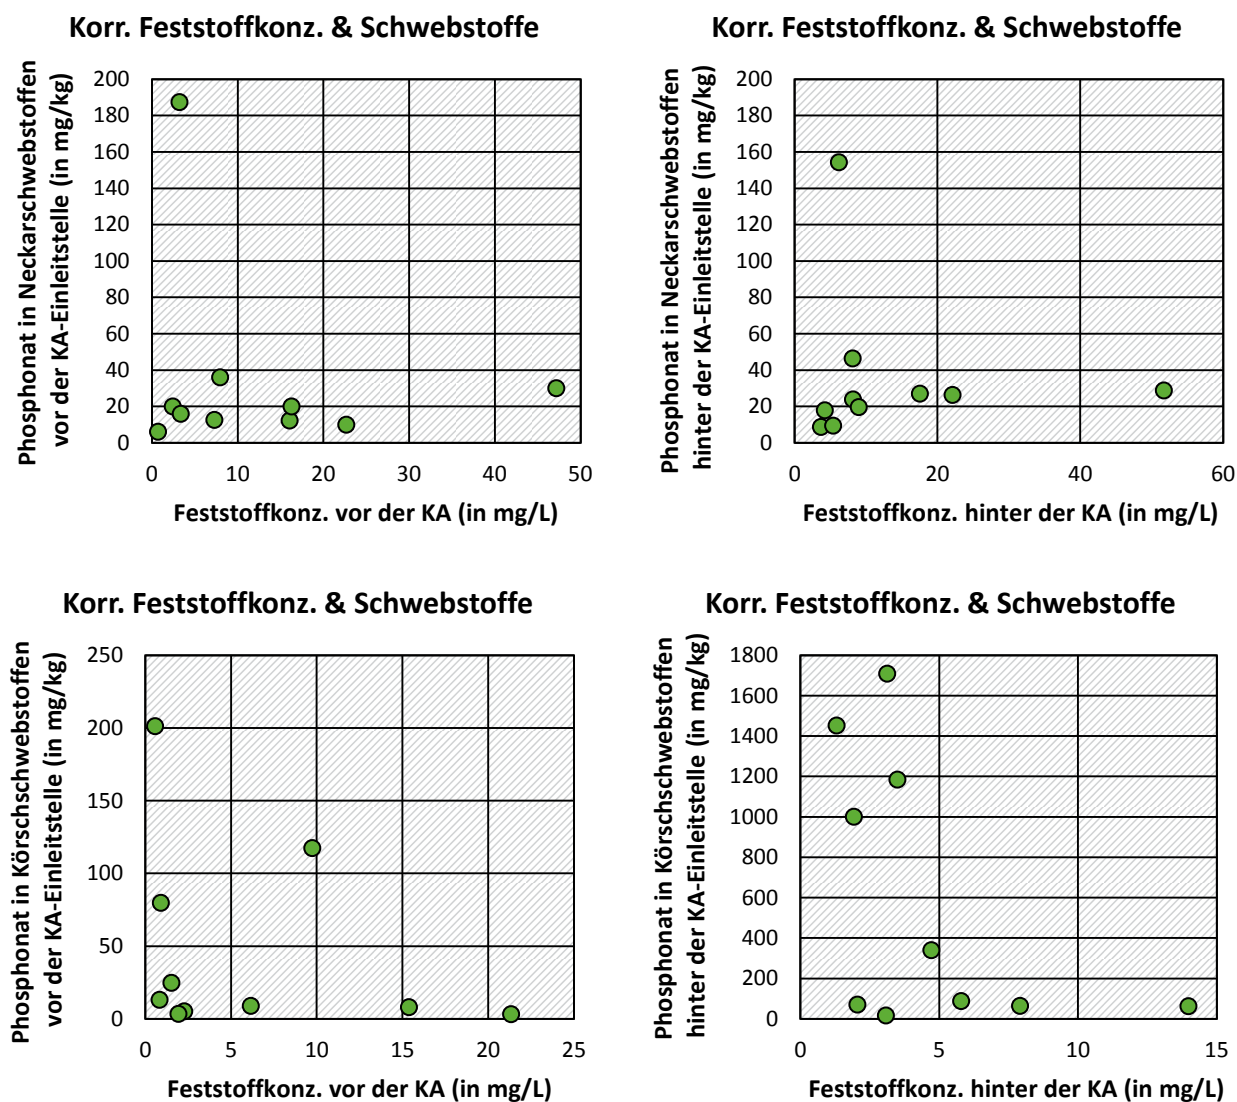 Korr. Feststoffkonz. & Schwebstoffe
Phosphonat in Neckarschwebstoffen
vor der KA-Einleitstelle (in mg/kg)
200
180
160
140
120
100
80
60
40
20
0
0 10 20 30 40 50
Feststoffkonz. vor der KA (in mg/L)
Korr. Feststoffkonz. & Schwebstoffe
Phosphonat in Neckarschwebstoffen
hinter der KA-Einleitstelle (in mg/kg)
200
180
160
140
120
100
80
60
40
20
0
0 20 40 60
Feststoffkonz. hinter der KA (in mg/L)
Korr. Feststoffkonz. & Schwebstoffe
Phosphonat in Körschschwebstoffen
vor der KA-Einleitstelle (in mg/kg)
250
200
150
100
50
0
0 5 10 15 20 25
Feststoffkonz. vor der KA (in mg/L)
Korr. Feststoffkonz. & Schwebstoffe
Phosphonat in Körschschwebstoffen
hinter der KA-Einleitstelle (in mg/kg)
1800
1600
1400
1200
1000
800
600
400
200
0
0 5 10 15
Feststoffkonz. hinter der KA (in mg/L)